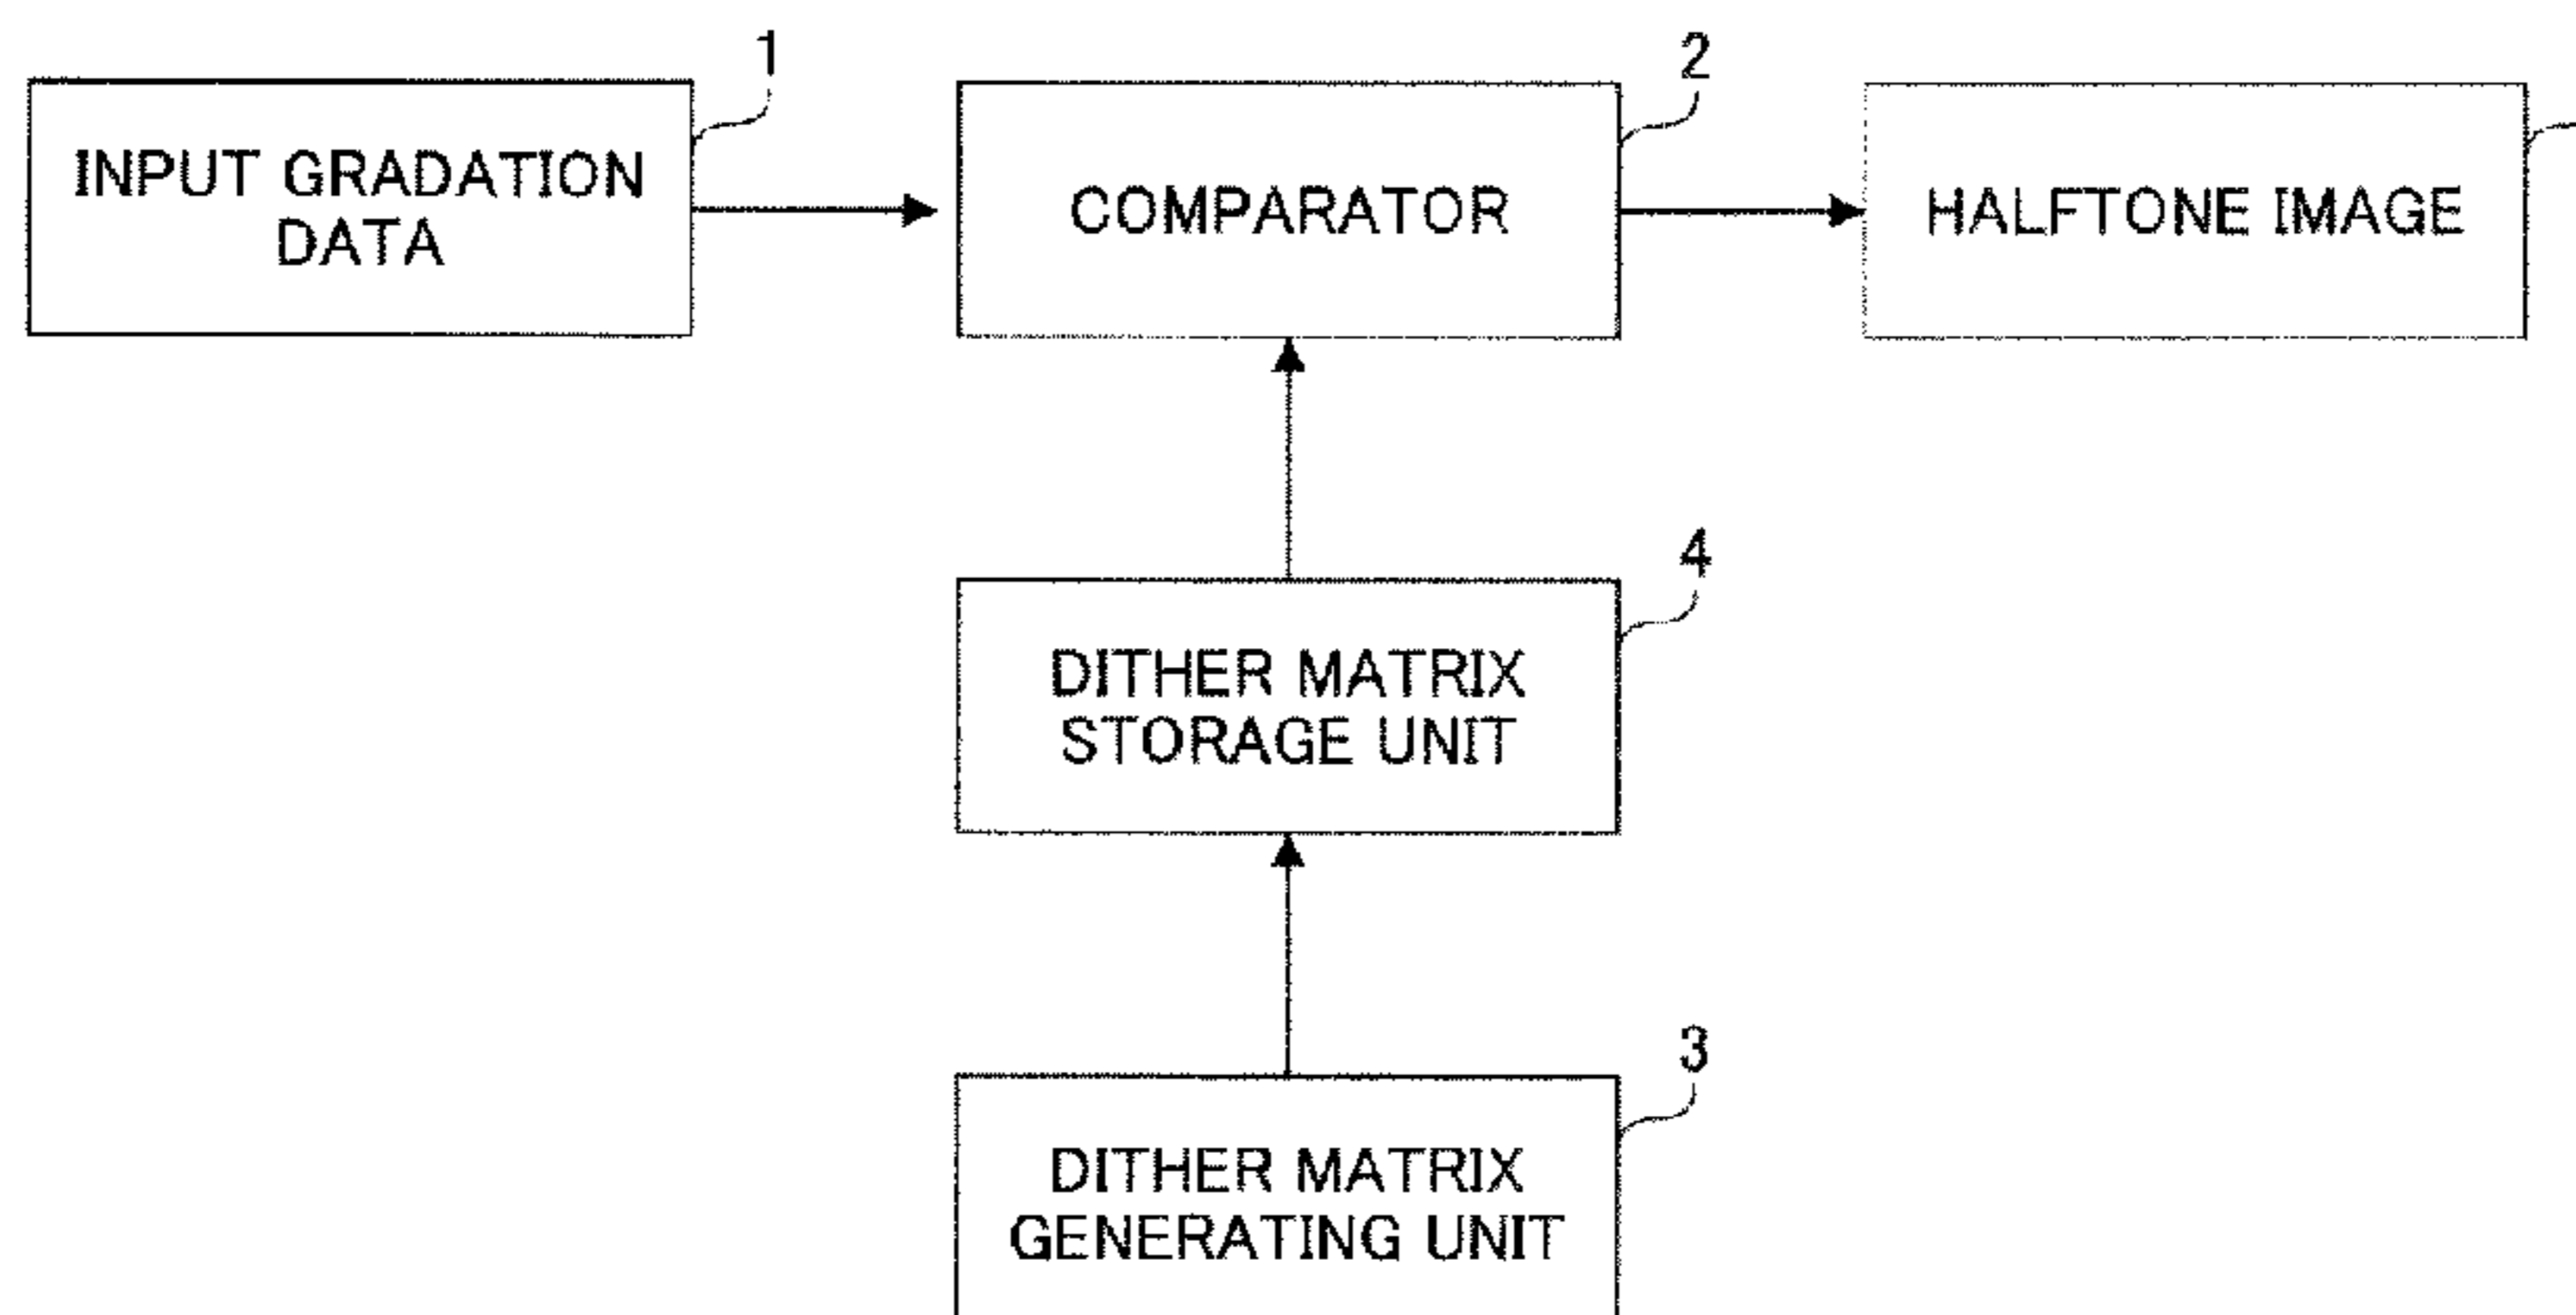 1
INPUT GRADATION
DATA
2
COMPARATOR
HALFTONE IMAGE
4
DITHER MATRIX
STORAGE UNIT
3
DITHER MATRIX
GENERATING UNIT